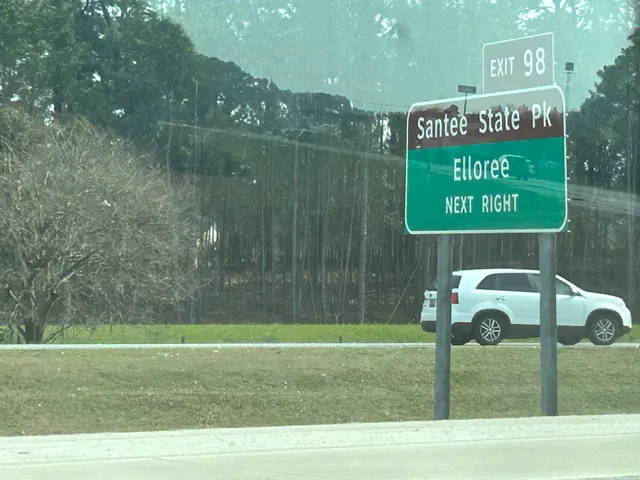 EXIT 98
Santee State Pk
Elloree
NEXT RIGHT